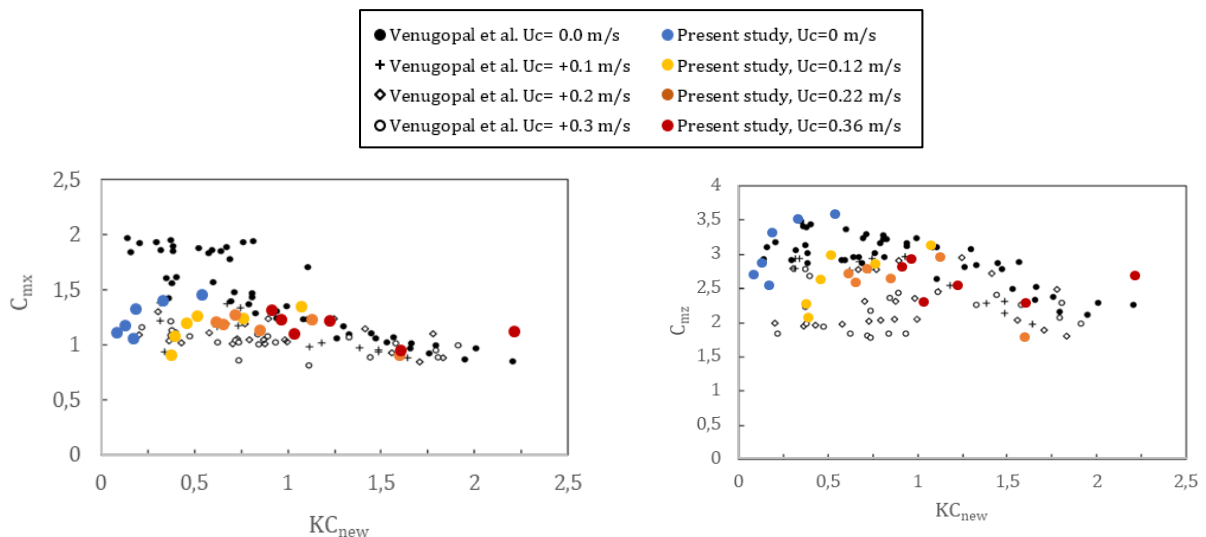 Venugopal et al. Uc= 0.0 m/s
Present study, Uc=0 m/s
Venugopal et al. Uc= +0.1 m/s
Present study, Uc=0.12 m/s
Venugopal et al. Uc= +0.2 m/s
Present study, Uc=0.22 m/s
Venugopal et al. Uc= +0.3 m/s
Present study, Uc=0.36 m/s
2,5
2
1,5
1
0,5
0
Cmx
0 0,5 1 1,5 2 2,5
KCnew
4
3,5
3
2,5
2
1,5
1
0,5
0
Cmz
0 0,5 1 1,5 2 2,5
KCnew